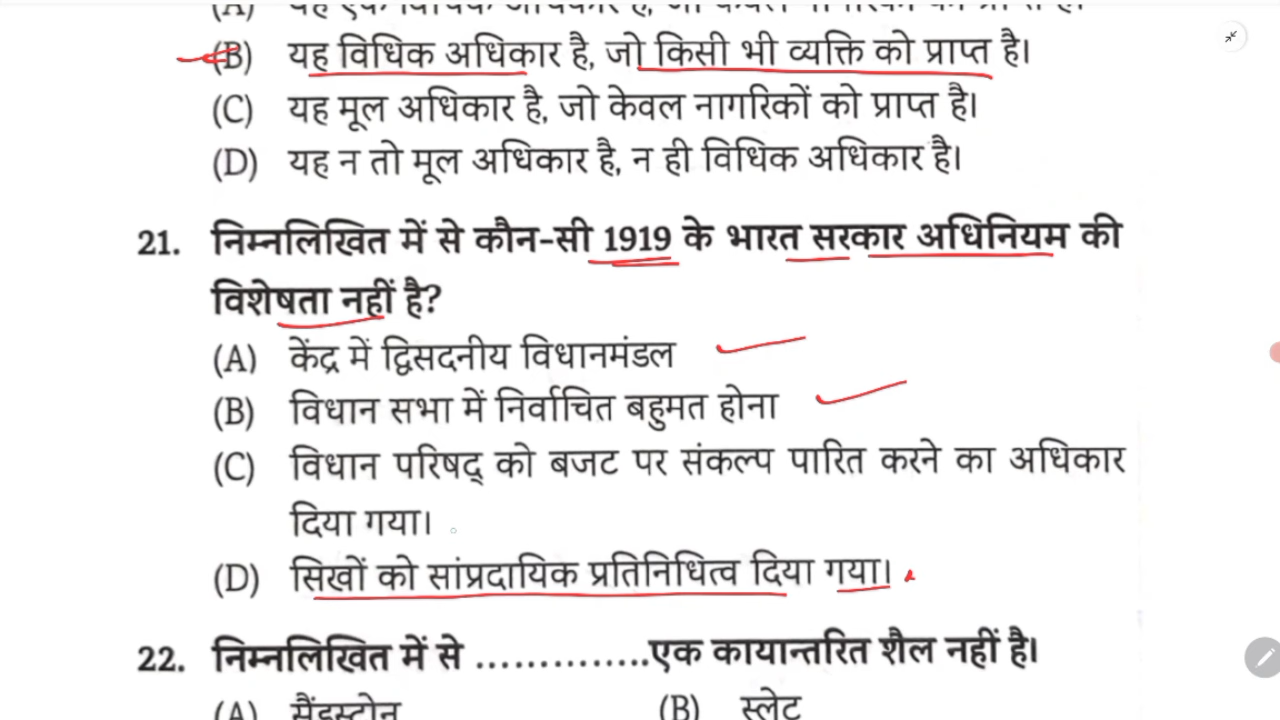 (B) यह विधिक अधिकार है, जो किसी भी व्यक्ति को प्राप्त है।
(C) यह मूल अधिकार है, जो केवल नागरिकों को प्राप्त है।
(D) यह न तो मूल अधिकार है, न ही विधिक अधिकार है।
21. निम्नलिखित में से कौन-सी 1919 के भारत सरकार अधिनियम की
विशेषता नहीं है?
(A) केंद्र में द्विसदनीय विधानमंडल
(B) विधान सभा में निर्वाचित बहुमत होना
(C) विधान परिषद् को बजट पर संकल्प पारित करने का अधिकार
दिया गया।
(D) सिखों को सांप्रदायिक प्रतिनिधित्व दिया गया।
22. निम्नलिखित में से ..............एक कायान्तरित शैल नहीं है।
(A) सैंडस्टोन (B) स्लेट